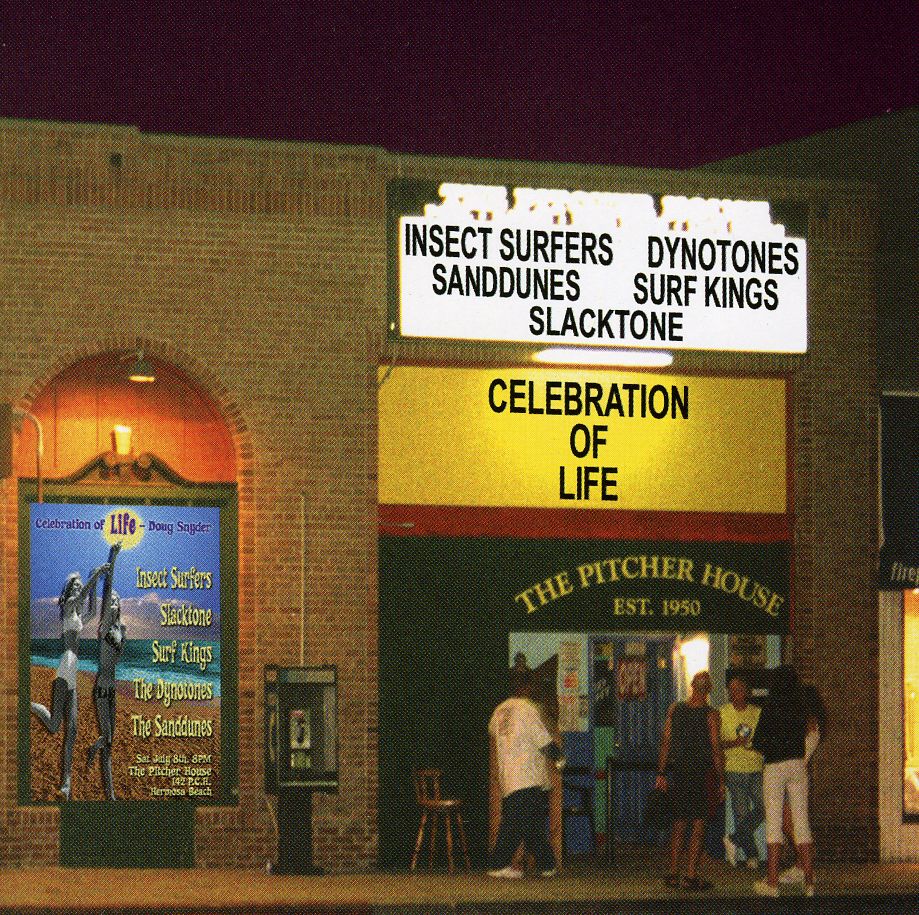 INSECT SURFERS DYNOTONES
SANDDUNES SURF KINGS
SLACKTONE
CELEBRATION
OF
LIFE
THE PITCHER HOUSE
EST. 1950
OPEN
Celebration of Life - Doug Snyder
Insect Surfers
Slacktone
Surf Kings
The Dynotones
The Sanddunes
Sat July 8th, 8PM
The Pitcher House
142 P.C.H.
Hermosa Beach